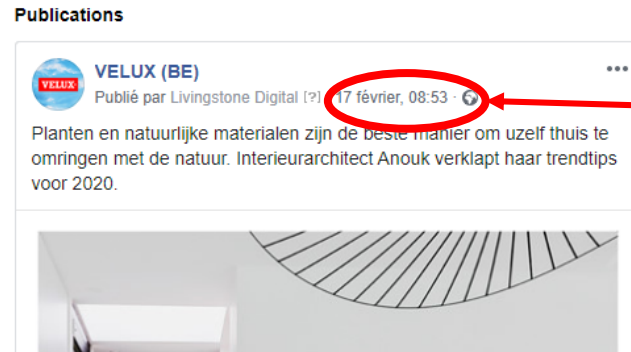 Publications
VELUX (BE)
VELUX
Publié par Livingstone Digital [?] · 17 février, 08:53 ·
Planten en natuurlijke materialen zijn de beste manier om uzelf thuis te
omringen met de natuur. Interieurarchitect Anouk verklapt haar trendtips
voor 2020.